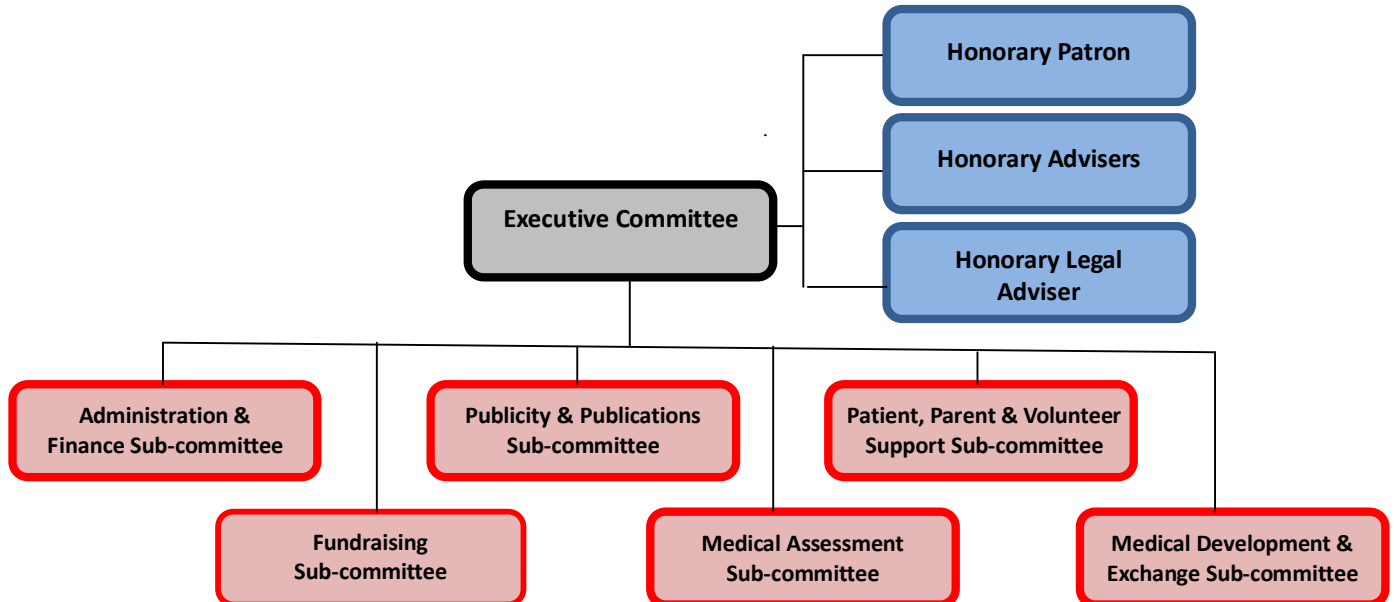 Honorary Patron
Honorary Advisers
Executive Committee
Honorary Legal
Adviser
Administration &
Finance Sub-committee
Publicity & Publications
Sub-committee
Patient, Parent & Volunteer
Support Sub-committee
Fundraising
Sub-committee
Medical Assessment
Sub-committee
Medical Development &
Exchange Sub-committee